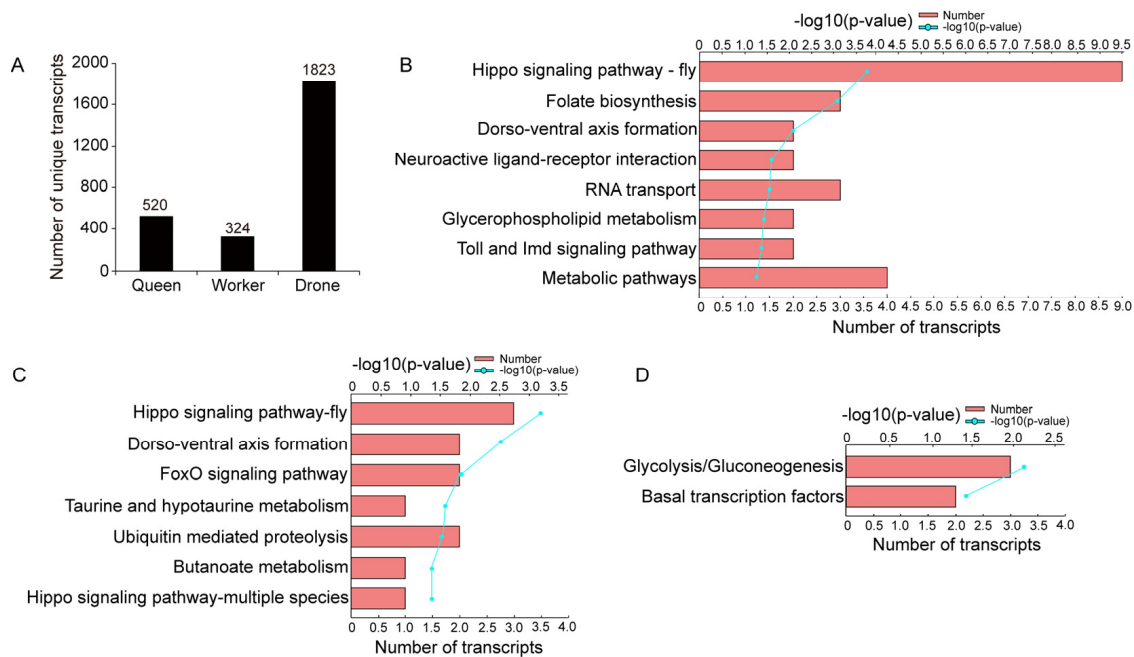 A
Number of unique transcripts
2000
1600
1200
800
400
0
520
324
1823
Queen Worker Drone
B
-log10(p-value)
Number
-log10(p-value)
0 0.5 1.0 1.5 2.0 2.5 3.0 3.5 4.0 4.5 5.0 5.5 6.0 6.5 7.0 7.5 8.0 8.5 9.0 9.5
Hippo signaling pathway - fly
Folate biosynthesis
Dorso-ventral axis formation
Neuroactive ligand-receptor interaction
RNA transport
Glycerophospholipid metabolism
Toll and Imd signaling pathway
Metabolic pathways
0 0.5 1.0 1.5 2.0 2.5 3.0 3.5 4.0 4.5 5.0 5.5 6.0 6.5 7.0 7.5 8.0 8.5 9.0
Number of transcripts
C
-log10(p-value)
Number
-log10(p-value)
0 0.5 1.0 1.5 2.0 2.5 3.0 3.5
Hippo signaling pathway-fly
Dorso-ventral axis formation
FoxO signaling pathway
Taurine and hypotaurine metabolism
Ubiquitin mediated proteolysis
Butanoate metabolism
Hippo signaling pathway-multiple species
0 0.5 1.0 1.5 2.0 2.5 3.0 3.5 4.0
Number of transcripts
D
-log10(p-value)
Number
-log10(p-value)
0 0.5 1.0 1.5 2.0 2.5
Glycolysis/Gluconeogenesis
Basal transcription factors
0 0.5 1.0 1.5 2.0 2.5 3.0 3.5 4.0
Number of transcripts